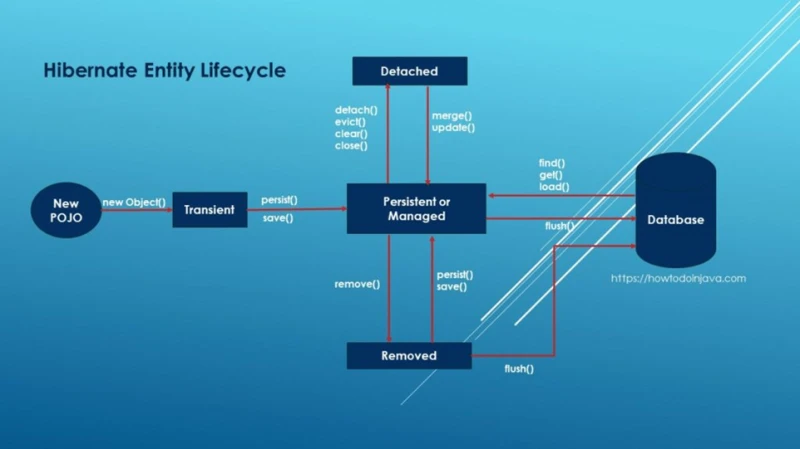 Hibernate Entity Lifecycle
Detached
detach()
evict()
clear()
close()
merge()
update()
find()
get()
load()
New
POJO
new Object()
Transient
persist()
save()
Persistent or
Managed
flush()
Database
https://howtodoinjava.com
remove()
persist()
save()
Removed
flush()